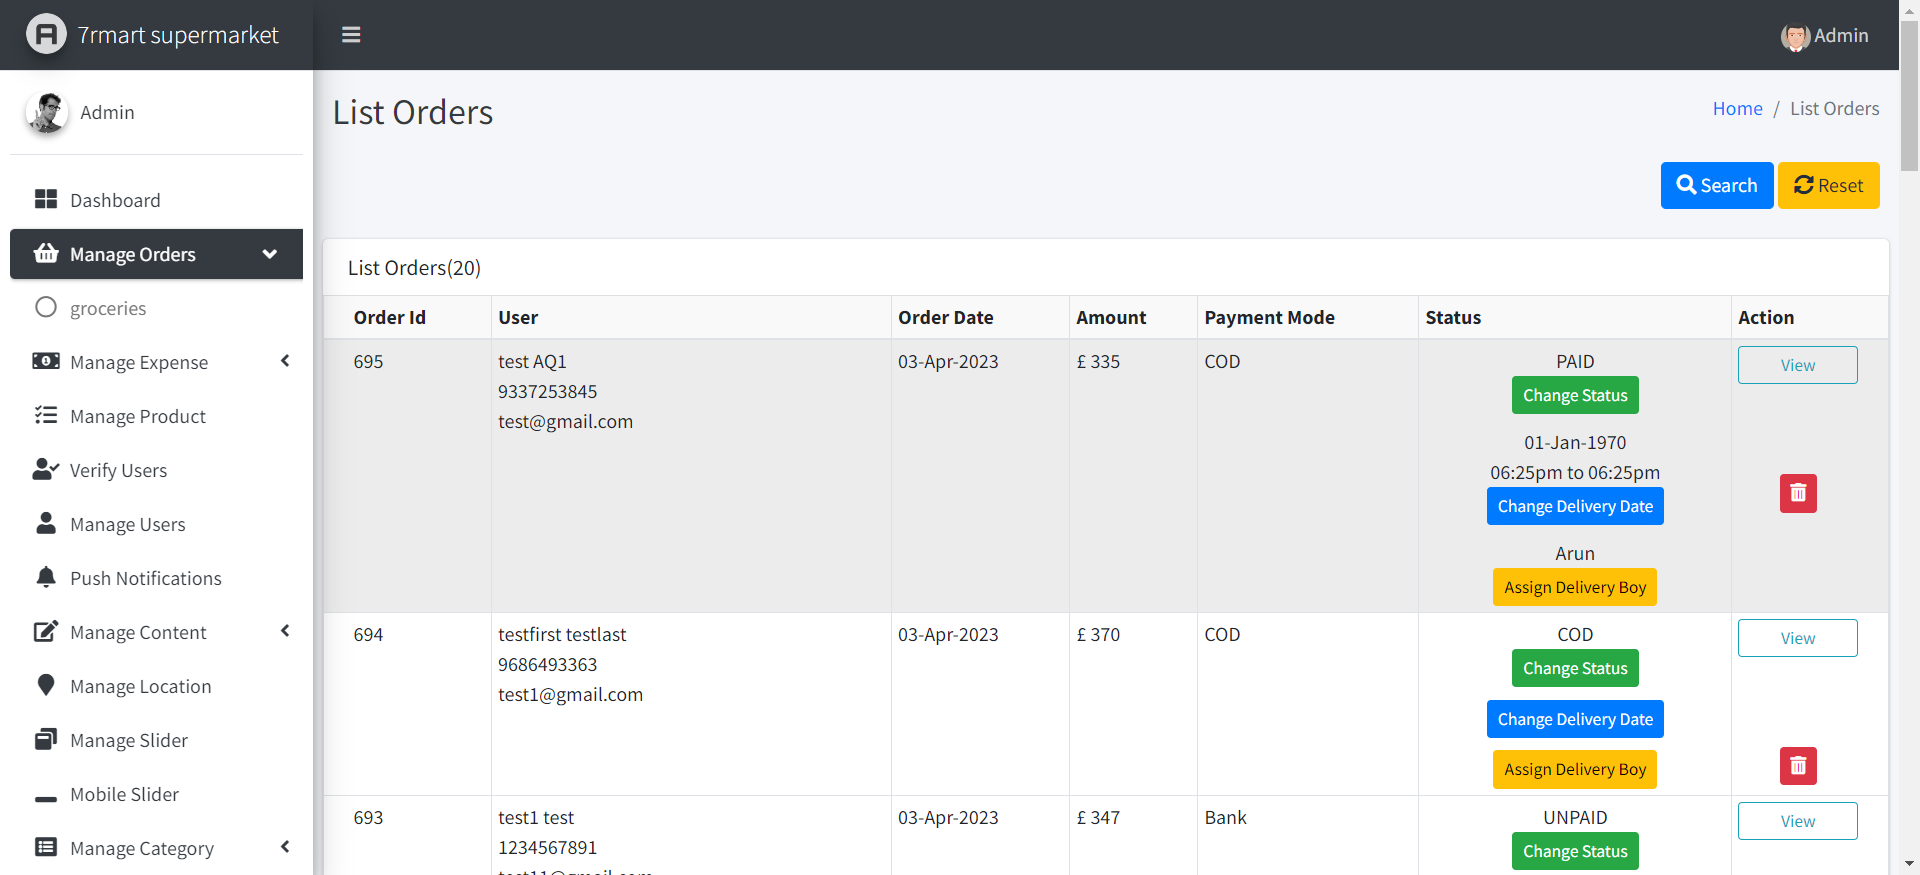 7rmart supermarket
Admin
Admin
List Orders
Home / List Orders
Search
Reset
Dashboard
Manage Orders
groceries
Manage Expense
Manage Product
Verify Users
Manage Users
Push Notifications
Manage Content
Manage Location
Manage Slider
Mobile Slider
Manage Category
List Orders(20)
Order Id User Order Date Amount Payment Mode Status Action
695 test AQ1 03-Apr-2023 £ 335 COD PAID View
9337253845
Change Status
test@gmail.com
01-Jan-1970
06:25pm to 06:25pm
Change Delivery Date
Arun
Assign Delivery Boy
694 testfirst testlast 03-Apr-2023 £ 370 COD COD View
9686493363
Change Status
test1@gmail.com
Change Delivery Date
Assign Delivery Boy
693 test1 test 03-Apr-2023 £ 347 Bank UNPAID View
1234567891
Change Status